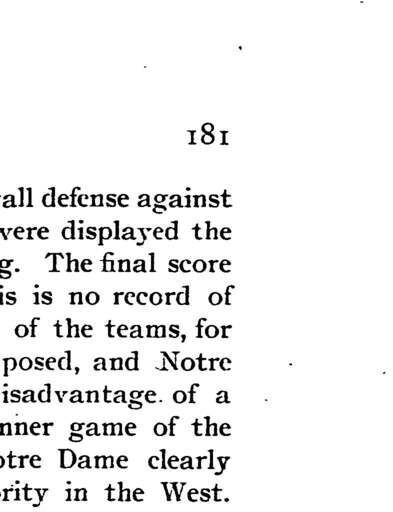 181
all defense against
were displayed the
g. The final score
is is no record of
of the teams, for
posed, and Notre
isadvantage. of a
nner game of the
otre Dame clearly
rity in the West.